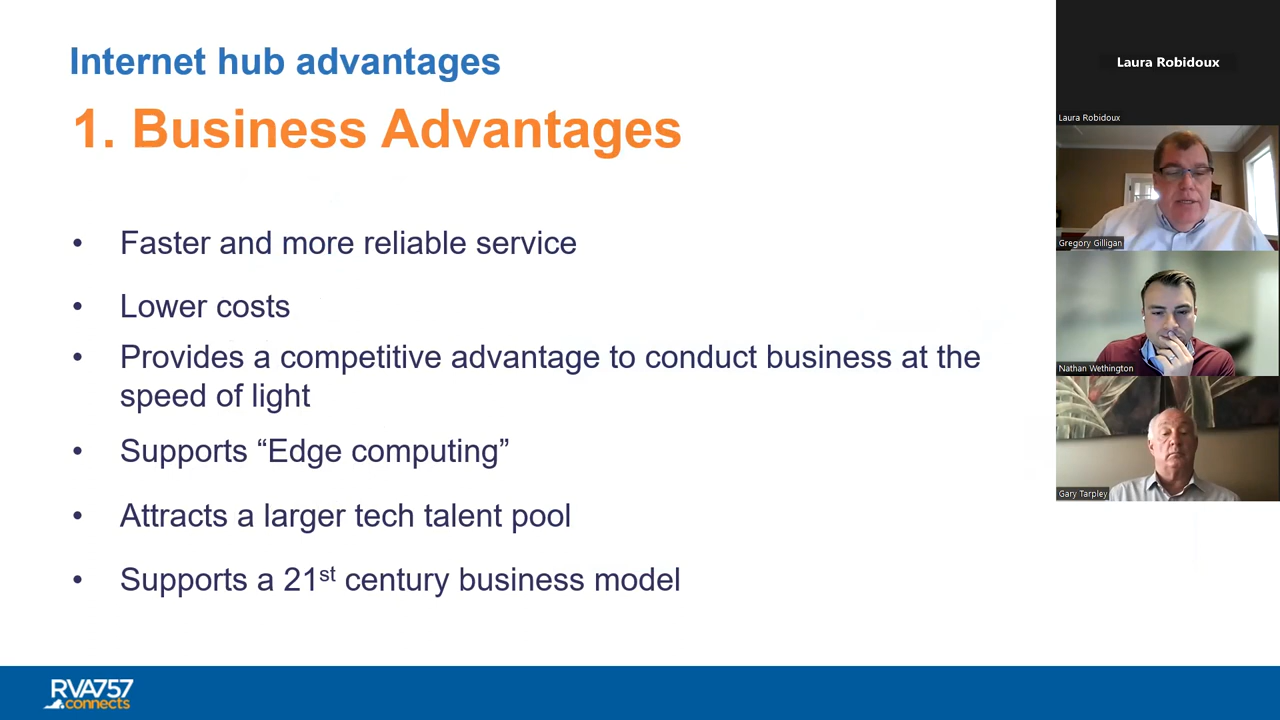 Internet hub advantages
1. Business Advantages
• Faster and more reliable service
• Lower costs
• Provides a competitive advantage to conduct business at the
speed of light
• Supports “Edge computing”
• Attracts a larger tech talent pool
• Supports a 21st century business model
RVA757
connects
Laura Robidoux
Laura Robidoux
Gregory Gilligan
Nathan Wethington
Gary Tarpley